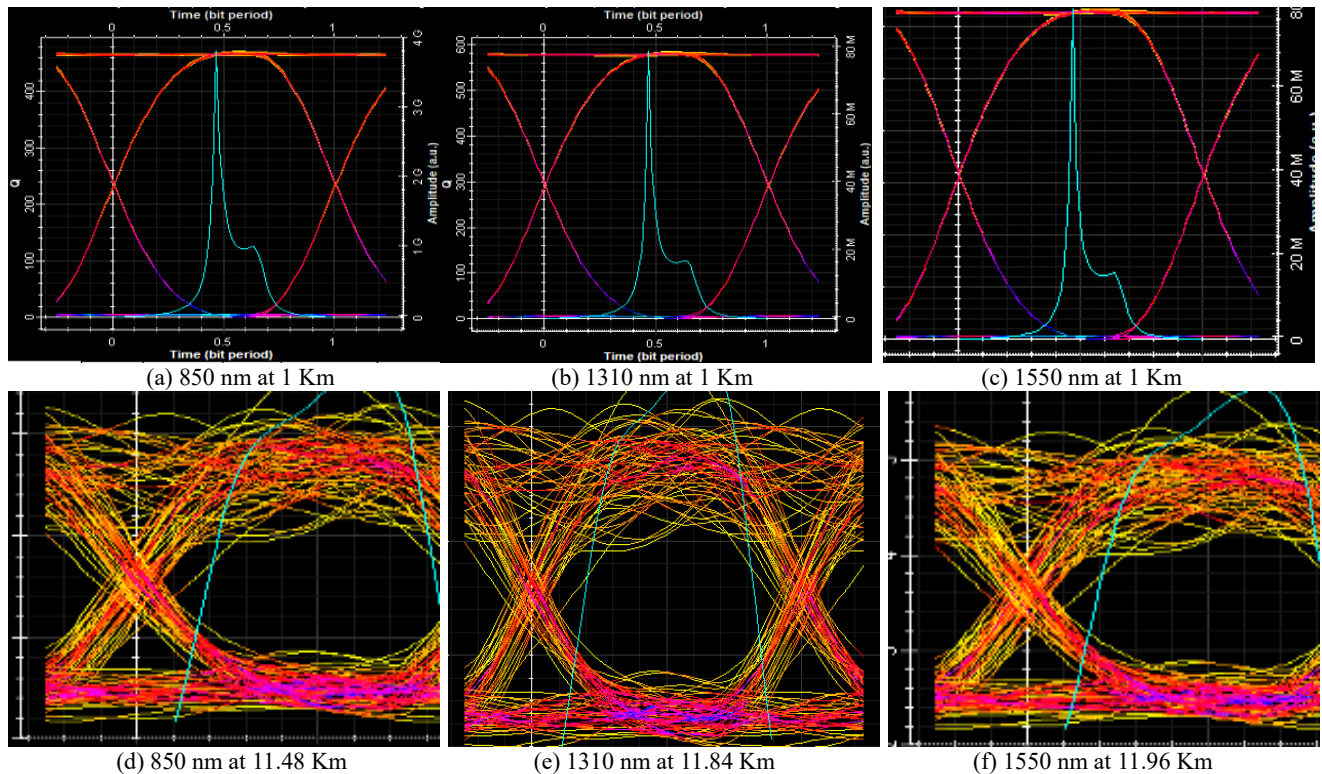 Time (bit period)
0 0.5 1
Q
0 100 200 300 400
Amplitude (a.u.)
0 1 G 2 G 3 G 4 G
0 0.5 1
Time (bit period)
(a) 850 nm at 1 Km
Time (bit period)
0 0.5 1
Q
0 100 200 300 400 500 600
Amplitude (a.u.)
0 20 M 40 M 60 M 80 M
0 0.5 1
Time (bit period)
(b) 1310 nm at 1 Km
Amplitude (a.u.)
0 20 M 40 M 60 M 80
(c) 1550 nm at 1 Km
(d) 850 nm at 11.48 Km
(e) 1310 nm at 11.84 Km
(f) 1550 nm at 11.96 Km